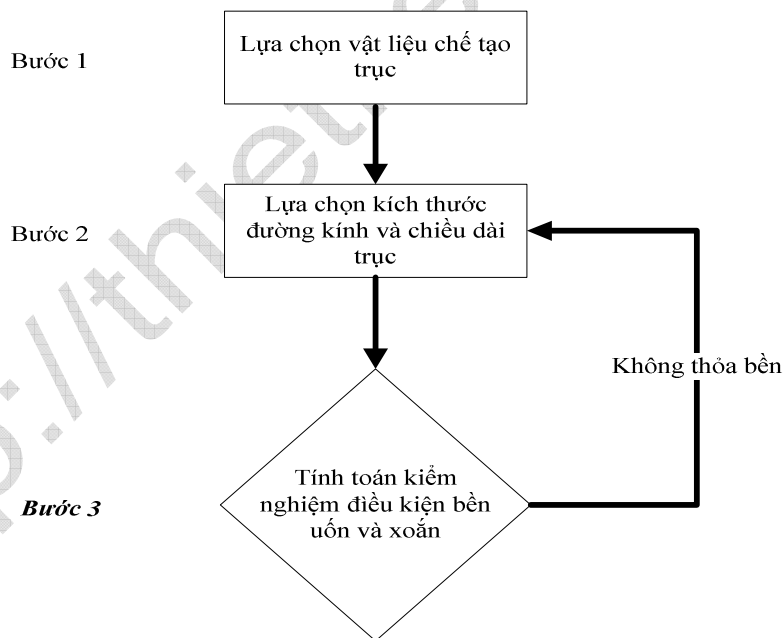 Bước 1
Lựa chọn vật liệu chế tạo
trục
Bước 2
Lựa chọn kích thước
đường kính và chiều dài
trục
Không thỏa bền
Bước 3
Tính toán kiểm
nghiệm điều kiện bền
uốn và xoắn
p://thiet